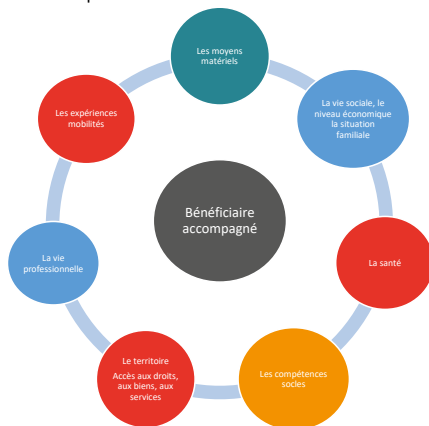 Les moyens
matériels
La vie sociale, le
niveau économique
la situation
familiale
Les expériences
mobilités
Bénéficiaire
accompagné
La vie
professionnelle
La santé
Le territoire
Accès aux droits,
aux biens, aux
services
Les compétences
socles